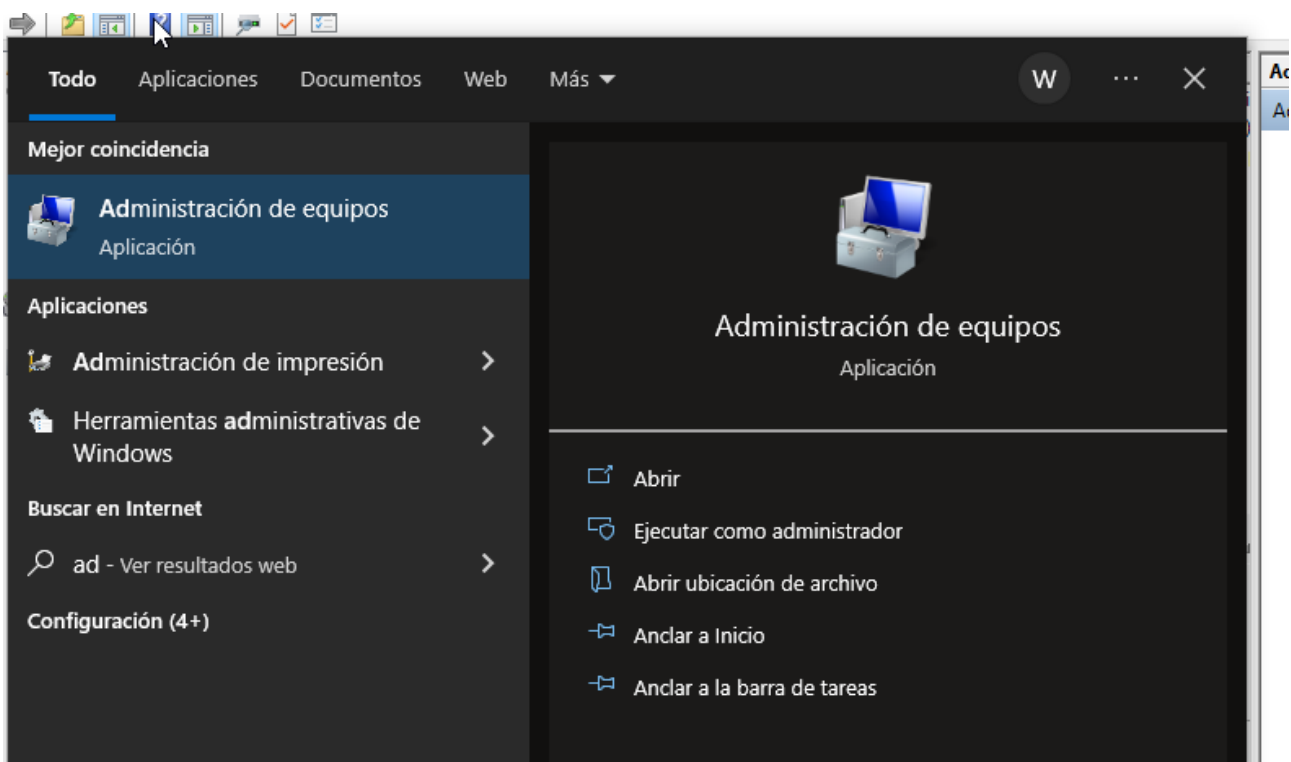 Todo Aplicaciones Documentos Web Más W ... 
Mejor coincidencia
Administración de equipos
Aplicación
Aplicaciones
Administración de impresión
Herramientas administrativas de
Windows
Buscar en Internet
ad - Ver resultados web
Configuración (4+)
Administración de equipos
Aplicación
Abrir
Ejecutar como administrador
Abrir ubicación de archivo
Anclar a Inicio
Anclar a la barra de tareas